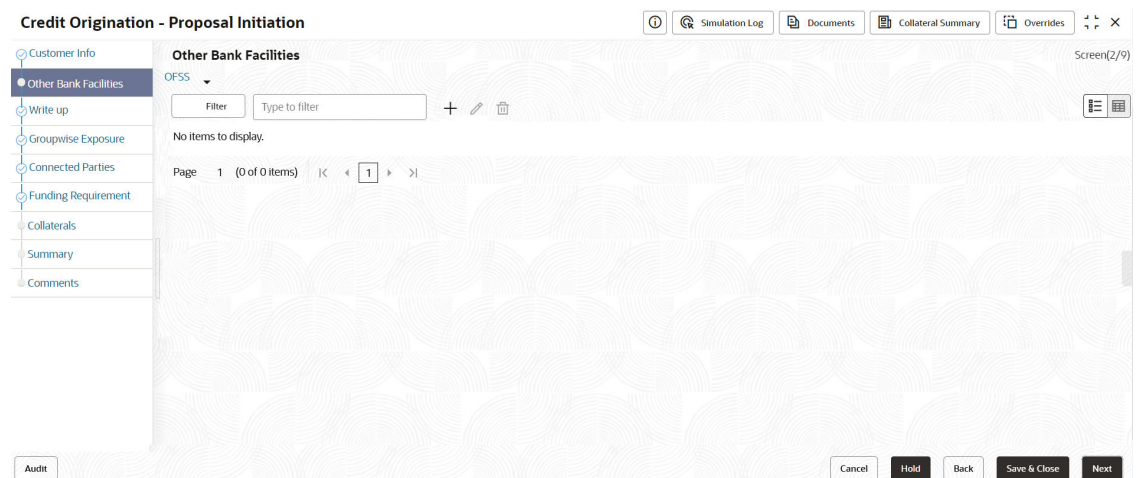 Credit Origination - Proposal Initiation
Simulation Log
Documents
Collateral Summary
Overrides
Customer Info
Other Bank Facilities
Write up
Groupwise Exposure
Connected Parties
Funding Requirement
Collaterals
Summary
Comments
Other Bank Facilities
Screen(2/9)
OFSS
Filter
Type to filter
No items to display.
Page 1 (0 of 0 items) 1
Audit
Cancel
Hold
Back
Save & Close
Next